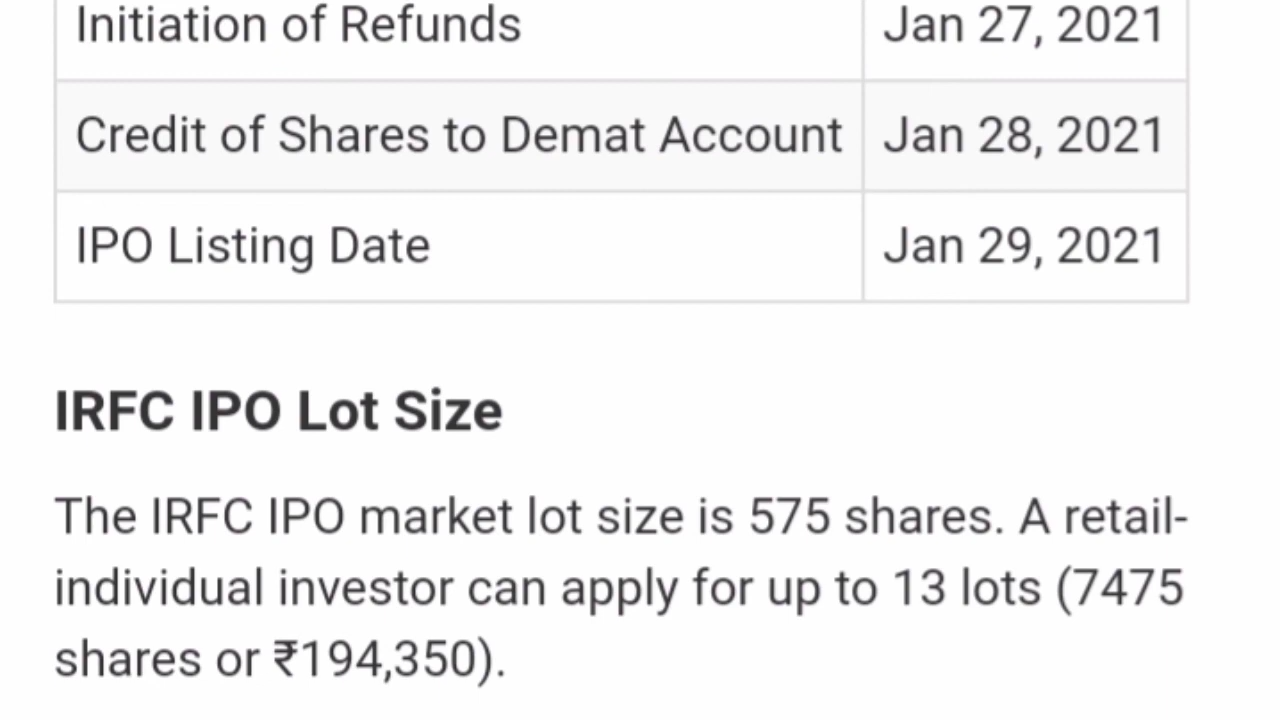 Initiation of Refunds Jan 27, 2021
Credit of Shares to Demat Account Jan 28, 2021
IPO Listing Date Jan 29, 2021
IRFC IPO Lot Size
The IRFC IPO market lot size is 575 shares. A retail-
individual investor can apply for up to 13 lots (7475
shares or ₹194,350).